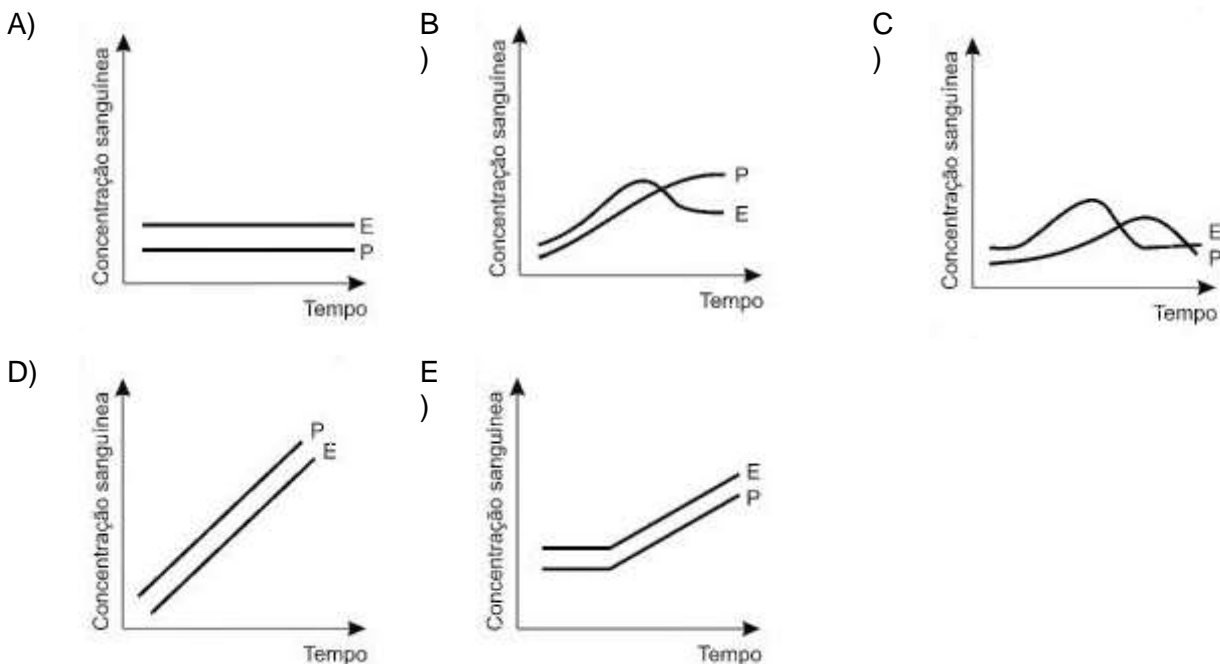 A)
Concentração sanguínea
E
P
Tempo
B
)
Concentração sanguínea
P
E
Tempo
C
)
Concentração sanguínea
E
P
Tempo
D)
Concentração sanguínea
P
E
Tempo
E
)
Concentração sanguínea
E
P
Tempo